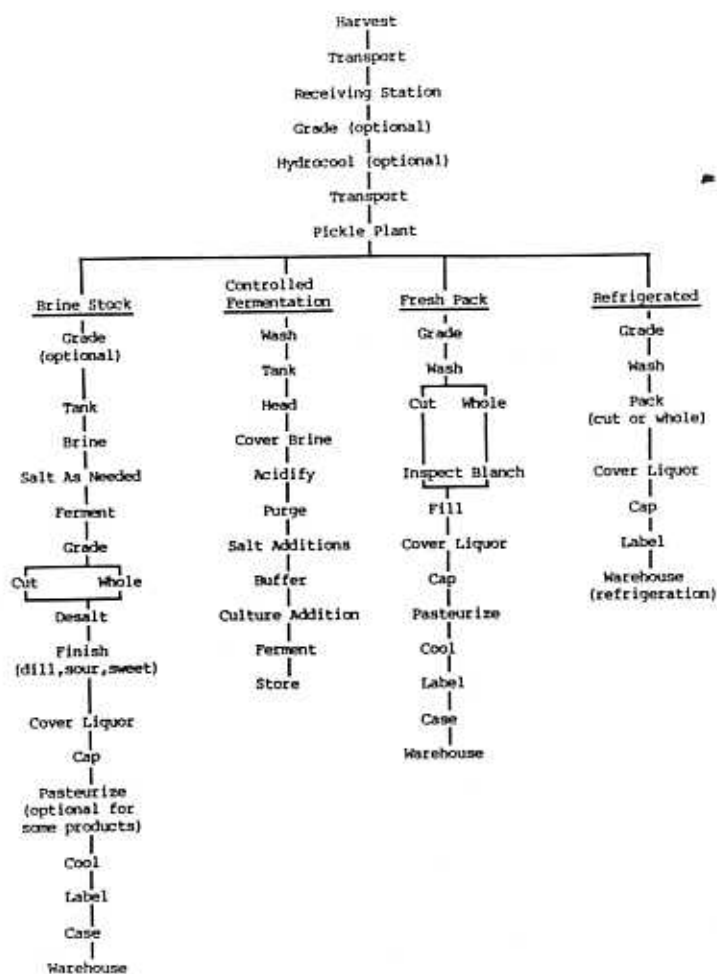 Harvest
Transport
Receiving Station
Grade (optional)
Hydrocool (optional)
Transport
Pickle Plant
Brine Stock
Grade
(optional)
Tank
Brine
Salt As Needed
Ferment
Grade
Cut Whole
Desalt
Finish
(dill,sour,sweet)
Cover Liquor
Cap
Pasteurize
(optional for
some products)
Cool
Label
Case
Warehouse
Controlled
Fermentation
Wash
Tank
Head
Cover Brine
Acidify
Purge
Salt Additions
Buffer
Culture Addition
Ferment
Store
Fresh Pack
Grade
Wash
Cut Whole
Inspect Blanch
Fill
Cover Liquor
Cap
Pasteurize
Cool
Label
Case
Warehouse
Refrigerated
Grade
Wash
Pack
(cut or whole)
Cover Liquor
Cap
Label
Warehouse
(refrigeration)